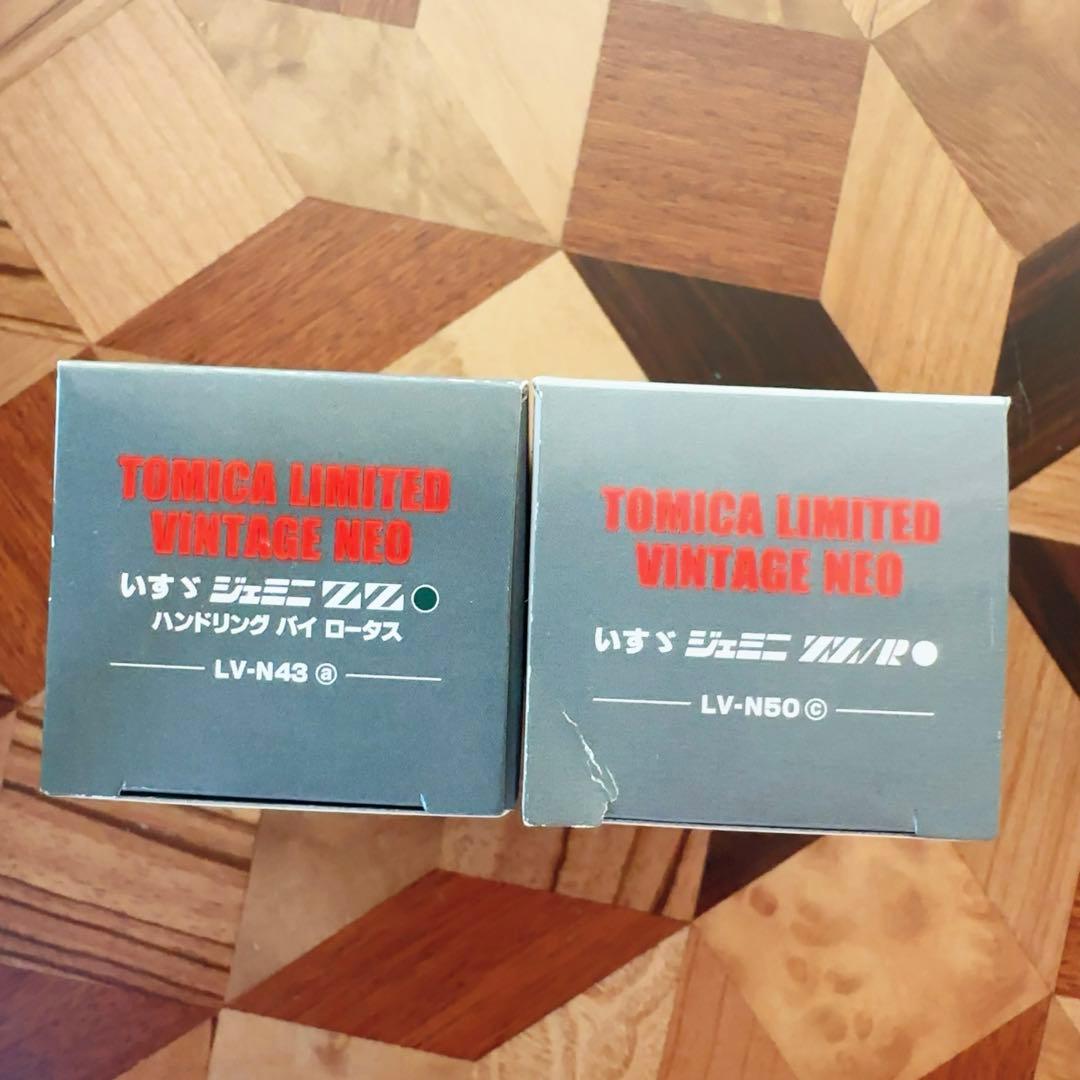 TOMICA LIMITED
VINTAGE NEO
いすゞ ジェミニ ZZ
ハンドリング バイ ロータス
LV-N43 ⓐ
TOMICA LIMITED
VINTAGE NEO
いすゞ ジェミニ ZZ/R
LV-N50 ⓒ